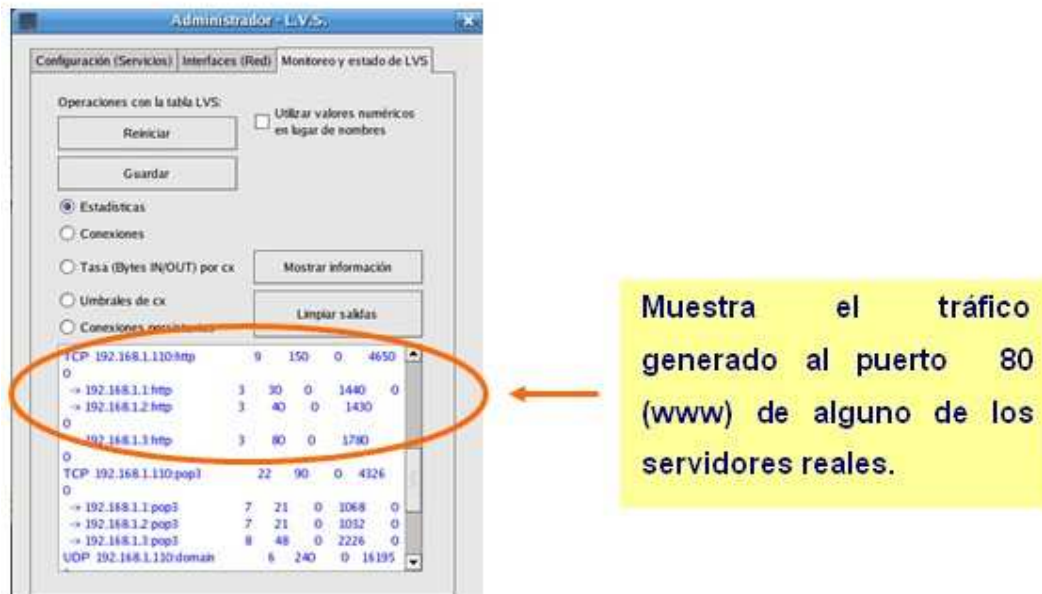 Administrador - L.V.S.
Configuración (Servicios) Interfaces (Red) Monitoreo y estado de LVS
Operaciones con la tabla LVS:
Reiniciar
Utilizar valores numéricos
en lugar de nombres
Guardar
Estadísticas
Conexiones
Tasa (Bytes IN/OUT) por cx
Mostrar información
Umbrales de cx
Limpiar salidas
Conexiones persistentes
TCP 192.168.1.110:http 9 150 0 4650
0
-> 192.168.1.1:http 3 30 0 1440 0
-> 192.168.1.2:http 3 40 0 1430
0
192.168.1.3:http 3 80 0 1780
0
TCP 192.168.1.110:pop3 22 90 0 4326
0
-> 192.168.1.1:pop3 7 21 0 1068 0
-> 192.168.1.2:pop3 7 21 0 1032 0
-> 192.168.1.3:pop3 8 48 0 2226 0
UDP 192.168.1.110:domain 6 240 0 16195
Muestra el tráfico
generado al puerto 80
(www) de alguno de los
servidores reales.